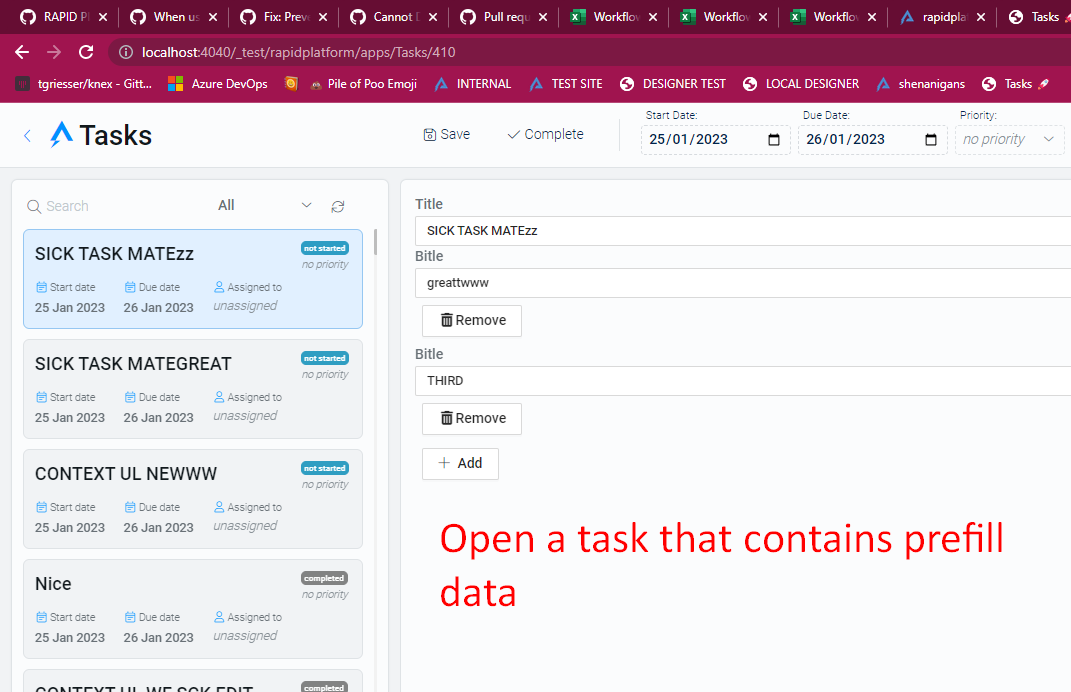 RAPID Pl
When us
Fix: Prev
Cannot D
Pull requ
Workflov
Workflov
Workflov
rapidpla
Tasks
localhost:4040/_test/rapidplatform/apps/Tasks/410
tgriesser/knex - Gitt...
Azure DevOps
Pile of Poo Emoji
INTERNAL
TEST SITE
DESIGNER TEST
LOCAL DESIGNER
shenanigans
Tasks
Tasks
Save
Complete
Start Date:
25/01/2023
Due Date:
26/01/2023
Priority:
no priority
Search
All
SICK TASK MATEzz
not started
no priority
Start date Due date Assigned to
25 Jan 2023 26 Jan 2023 unassigned
SICK TASK MATEGREAT
not started
no priority
Start date Due date Assigned to
25 Jan 2023 26 Jan 2023 unassigned
CONTEXT UL NEWWW
not started
no priority
Start date Due date Assigned to
25 Jan 2023 26 Jan 2023 unassigned
Nice
completed
no priority
Start date Due date Assigned to
25 Jan 2023 26 Jan 2023 unassigned
CONTEXT UL WE SCK EDIT
completed
Title
SICK TASK MATEzz
Bitle
greattwww
Remove
Bitle
THIRD
Remove
+ Add
Open a task that contains prefill
data